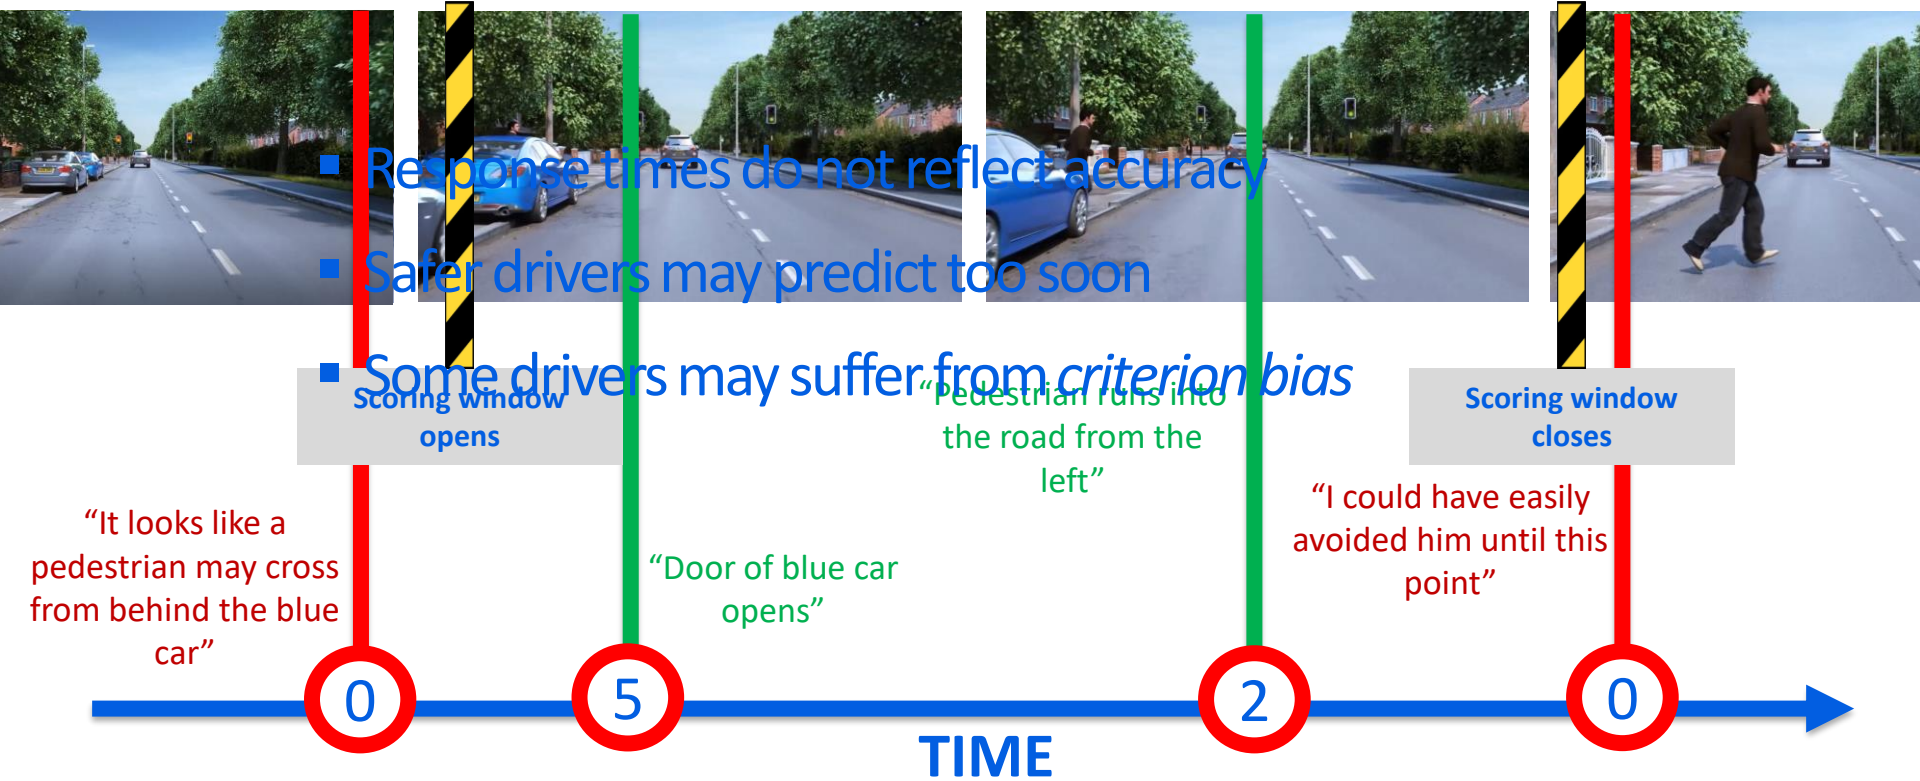 ▪ Response times do not reflect accuracy
▪ Safer drivers may predict too soon
▪ Some drivers may suffer from criterion bias
Scoring window
opens
“Pedestrian runs into
the road from the
left”
Scoring window
closes
“It looks like a
pedestrian may cross
from behind the blue
car”
“Door of blue car
opens”
“I could have easily
avoided him until this
point”
0
5
2
0
TIME